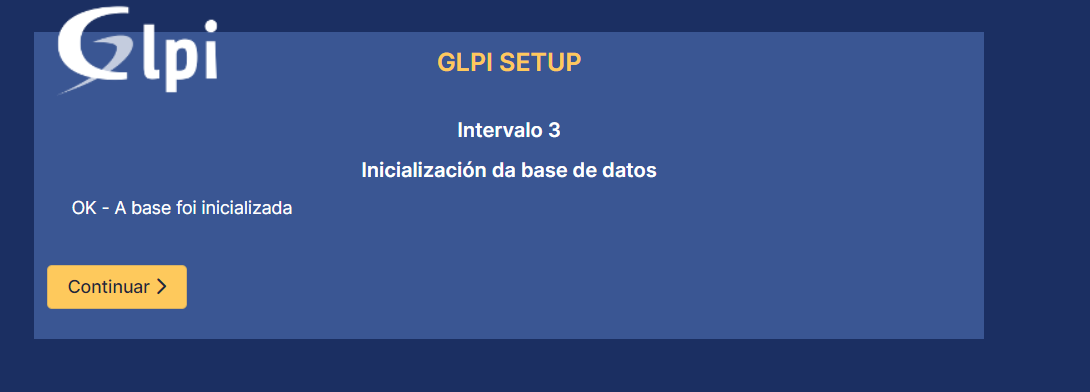 Glpi
GLPI SETUP
Intervalo 3
Inicialización da base de datos
OK - A base foi inicializada
Continuar